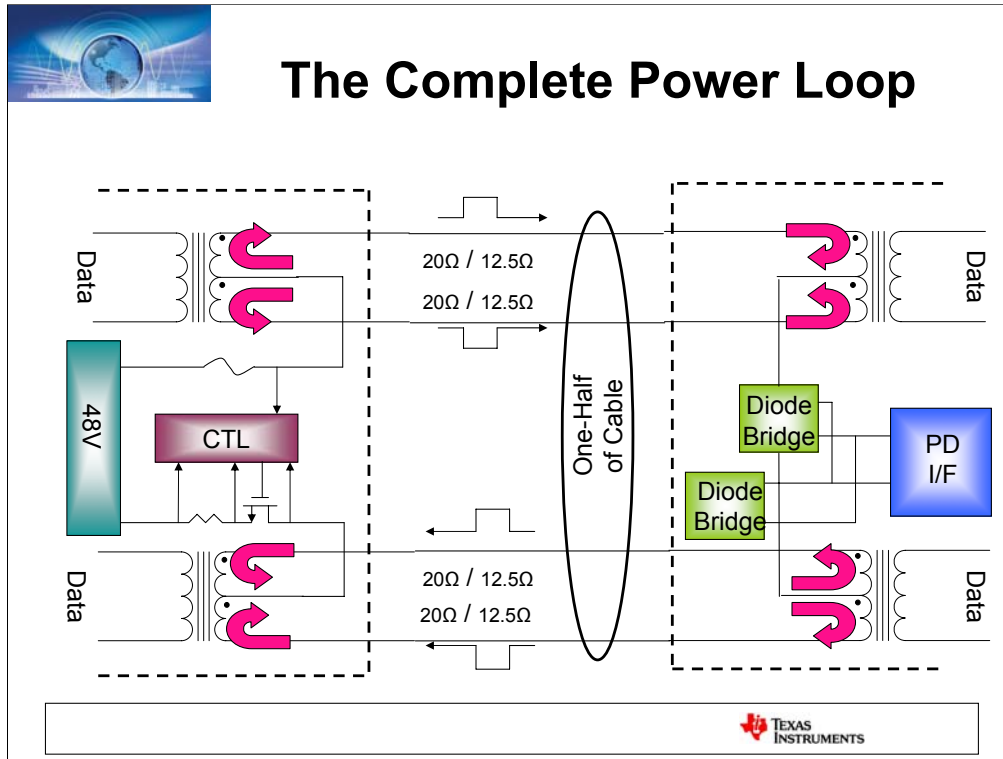 The Complete Power Loop
Data
Data
20Ω / 12.5Ω
20Ω / 12.5Ω
48V
CTL
One-Half
of Cable
Diode
Bridge
Diode
Bridge
PD
I/F
Data
20Ω / 12.5Ω
20Ω / 12.5Ω
Data
TEXAS
INSTRUMENTS